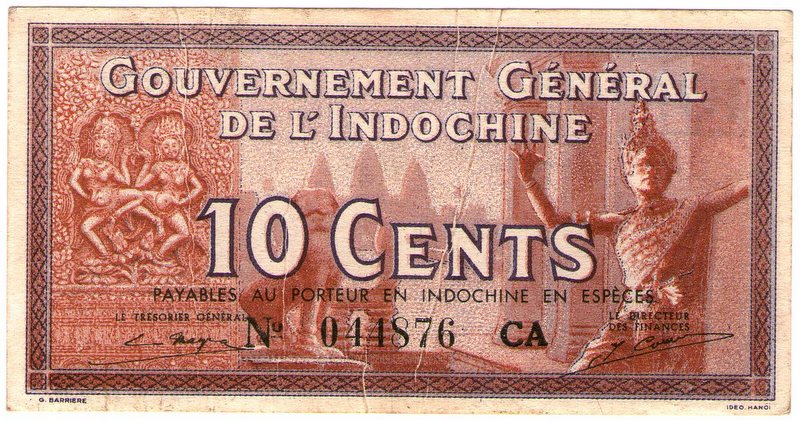 GOUVERNEMENT GÉNÉRAL
DE L'INDOCHINE
10 CENTS
PAYABLES AU PORTEUR EN INDOCHINE EN ESPÈCES
LE TRÉSORIER GÉNÉRAL
LE DIRECTEUR
DES FINANCES
No 044876 CA
G. BARRIERE
IDEO. HANOI